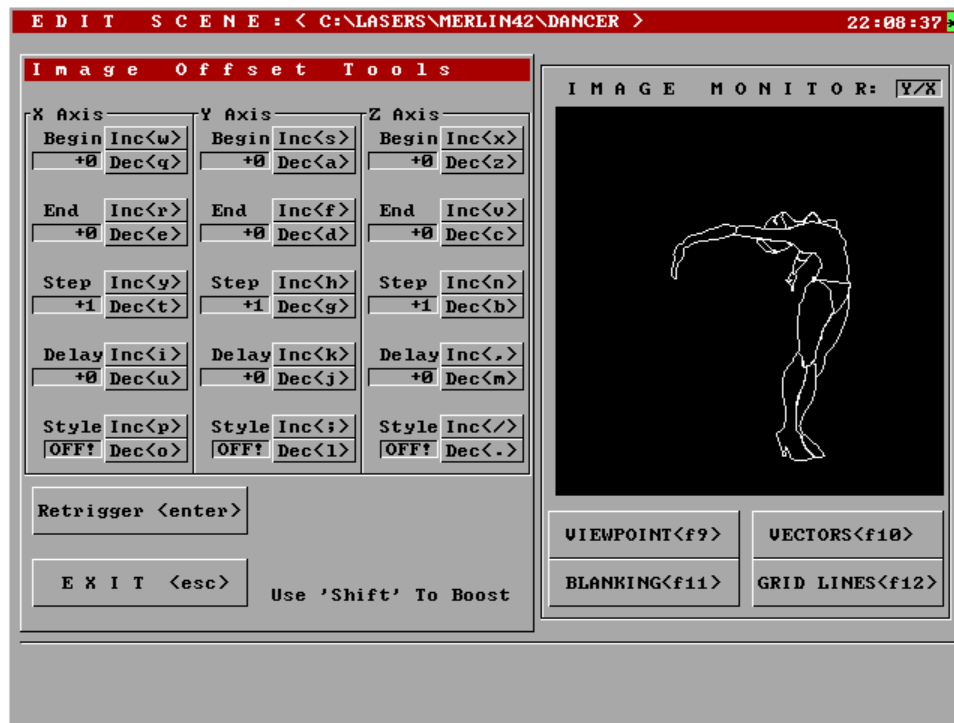 E D I T   S C E N E : < C:\LASERS\MERLIN42\DANCER >   22:08:37
I m a g e   O f f s e t   T o o l s
X Axis   Y Axis   Z Axis
Begin Inc<w>   Begin Inc<s>   Begin Inc<x>
+0 Dec<q>   +0 Dec<a>   +0 Dec<z>
End Inc<r>   End Inc<f>   End Inc<v>
+0 Dec<e>   +0 Dec<d>   +0 Dec<c>
Step Inc<y>   Step Inc<h>   Step Inc<n>
+1 Dec<t>   +1 Dec<g>   +1 Dec<b>
Delay Inc<i>   Delay Inc<k>   Delay Inc<,>
+0 Dec<u>   +0 Dec<j>   +0 Dec<m>
Style Inc<p>   Style Inc<;>   Style Inc</>
OFF! Dec<o>   OFF! Dec<l>   OFF! Dec<.>
Retrigger <enter>
E X I T <esc>
Use 'Shift' To Boost
I M A G E   M O N I T O R: Y/X
VIEWPOINT<f9>   VECTORS<f10>
BLANKING<f11>   GRID LINES<f12>